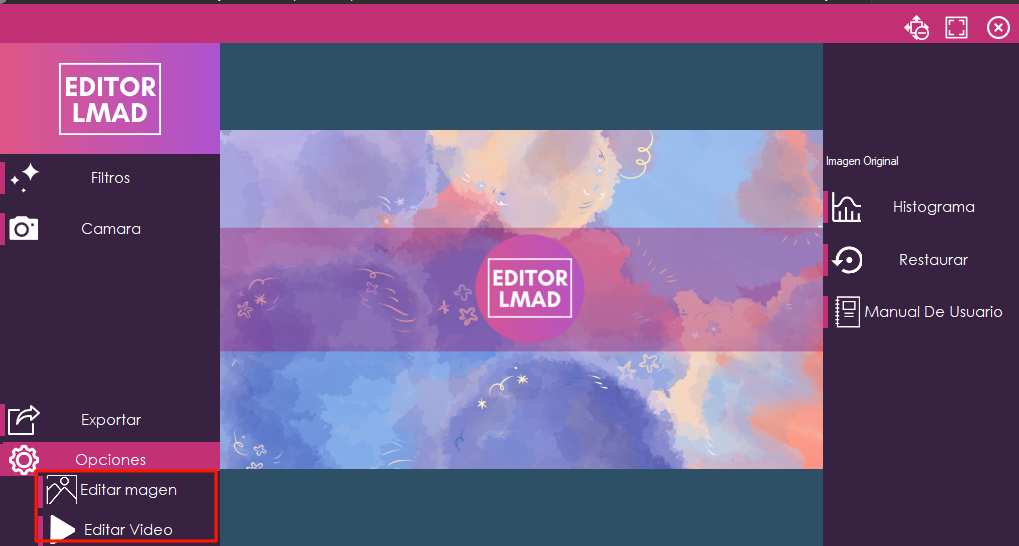 EDITOR
LMAD
Filtros
Camara
Exportar
Opciones
Editar magen
Editar Video
EDITOR
LMAD
Imagen Original
Histograma
Restaurar
Manual De Usuario